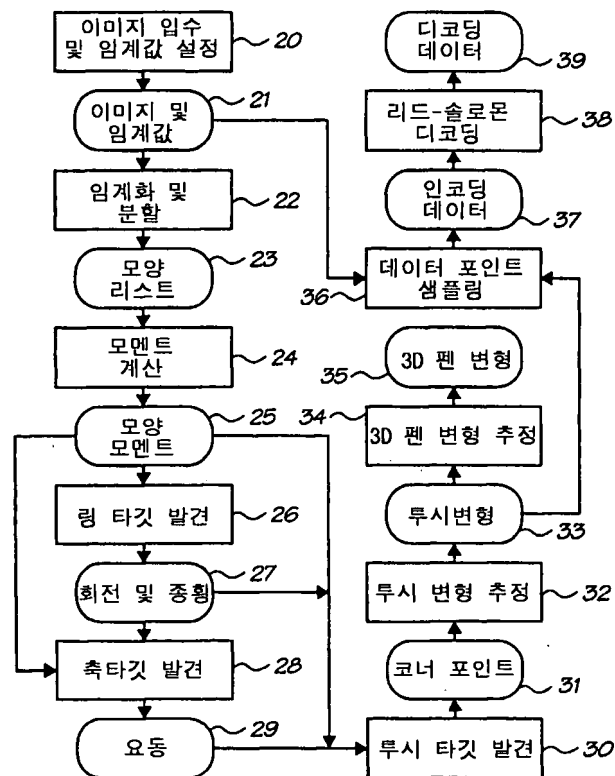 이미지 입수
및 임계값 설정
20
이미지 및
임계값
21
임계화 및
분할
22
모양
리스트
23
모멘트
계산
24
모양
모멘트
25
링 타깃 발견
26
회전 및 종횡
27
축타깃 발견
28
요동
29
디코딩
데이터
39
리드-솔로몬
디코딩
38
인코딩
데이터
37
데이터 포인트
샘플링
36
3D 펜 변형
35
3D 펜 변형 추정
34
투시변형
33
투시 변형 추정
32
코너 포인트
31
투시 타깃 발견
30